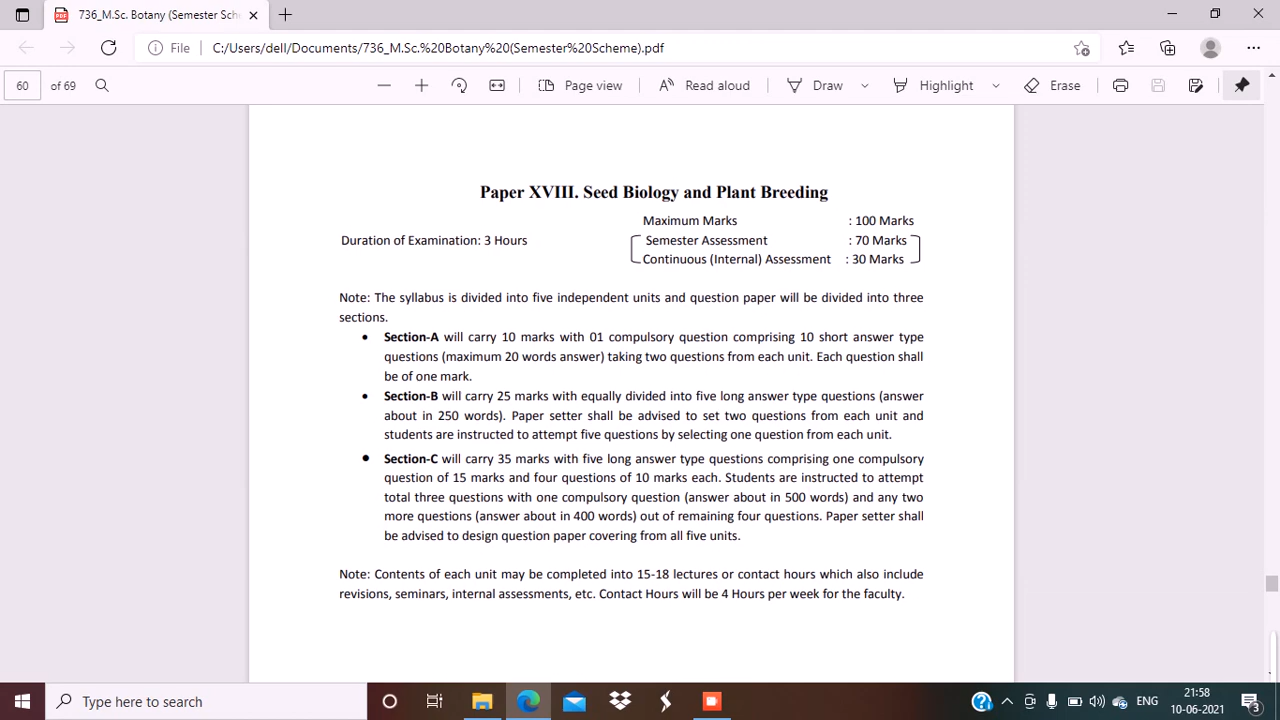 736_M.Sc. Botany (Semester Sch
File C:/Users/dell/Documents/736_M.Sc.%20Botany%20(Semester%20Scheme).pdf
60 of 69 Page view Read aloud Draw Highlight Erase
Paper XVIII. Seed Biology and Plant Breeding
Maximum Marks : 100 Marks
Duration of Examination: 3 Hours Semester Assessment : 70 Marks
Continuous (Internal) Assessment : 30 Marks
Note: The syllabus is divided into five independent units and question paper will be divided into three
sections.
• Section-A will carry 10 marks with 01 compulsory question comprising 10 short answer type
questions (maximum 20 words answer) taking two questions from each unit. Each question shall
be of one mark.
• Section-B will carry 25 marks with equally divided into five long answer type questions (answer
about in 250 words). Paper setter shall be advised to set two questions from each unit and
students are instructed to attempt five questions by selecting one question from each unit.
• Section-C will carry 35 marks with five long answer type questions comprising one compulsory
question of 15 marks and four questions of 10 marks each. Students are instructed to attempt
total three questions with one compulsory question (answer about in 500 words) and any two
more questions (answer about in 400 words) out of remaining four questions. Paper setter shall
be advised to design question paper covering from all five units.
Note: Contents of each unit may be completed into 15-18 lectures or contact hours which also include
revisions, seminars, internal assessments, etc. Contact Hours will be 4 Hours per week for the faculty.
Type here to search
ENG
21:58
10-06-2021
3